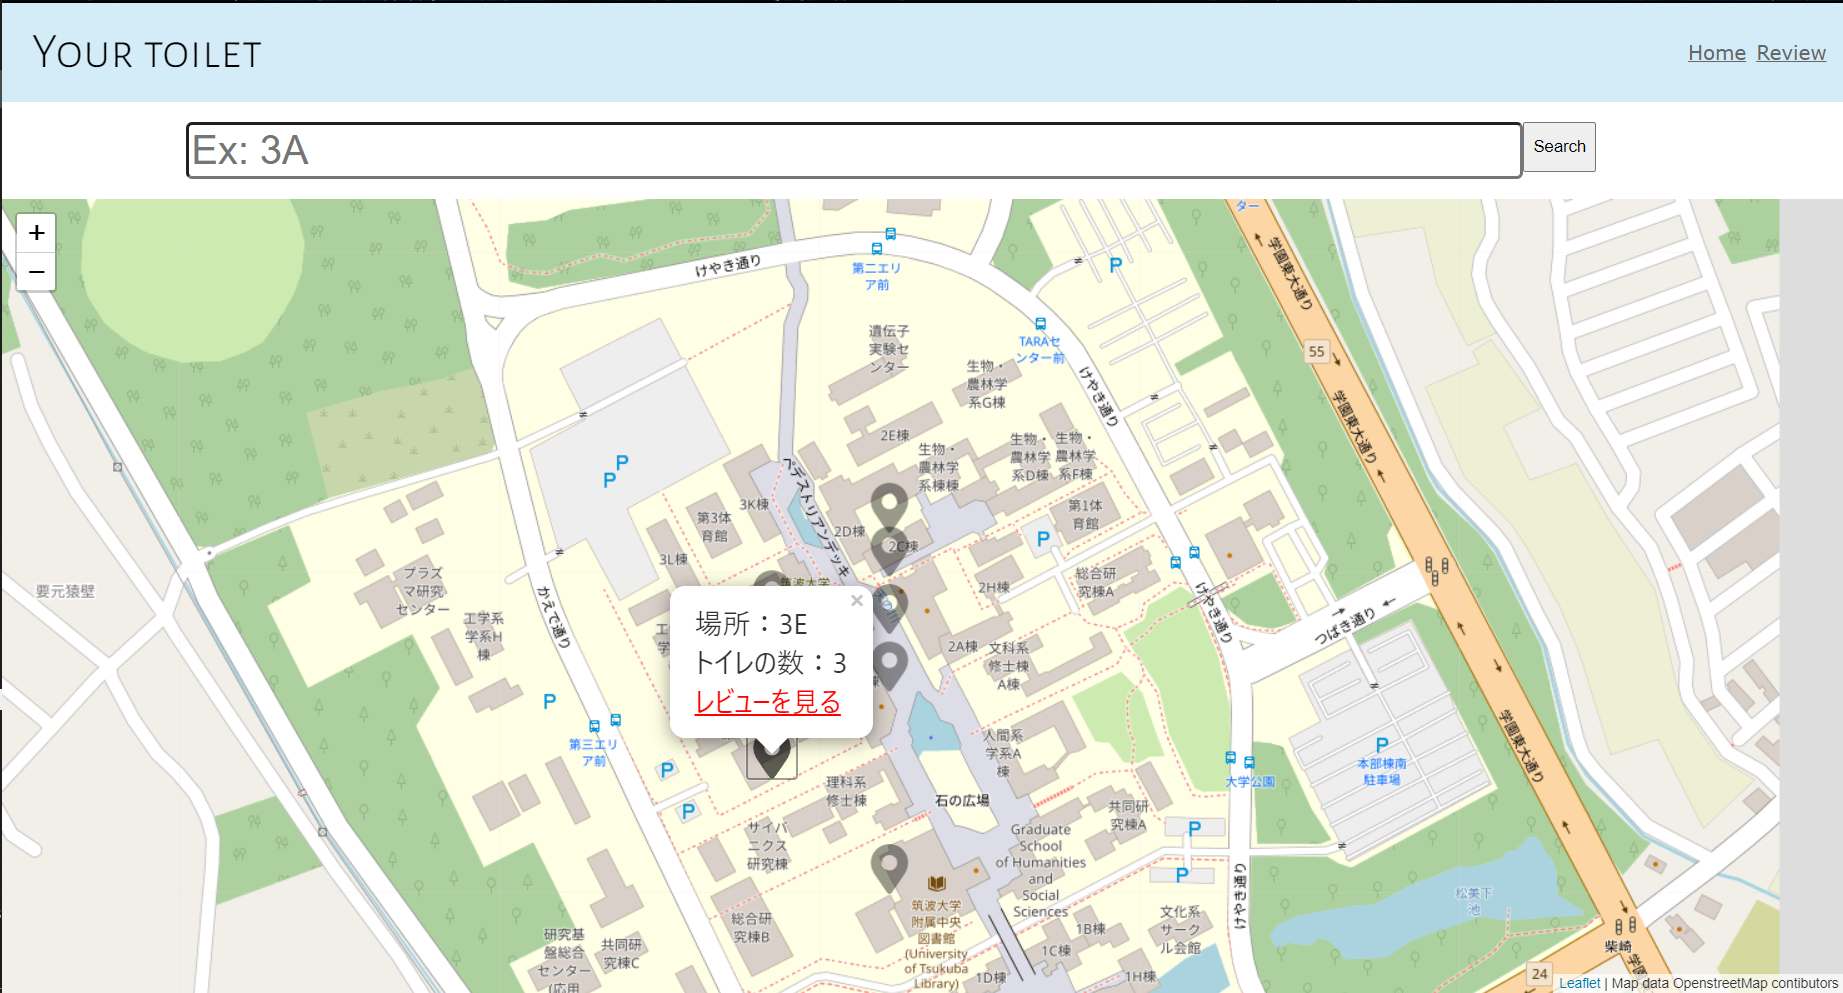 YOUR TOILET
Home Review
Ex: 3A
Search
+
−
ター
学園東大通り
けやき通り
第二エリ
ア前
P
TARAセ
ンター前
遺伝子
実験セ
ンター
生物・
農林学
系G棟
けやき通り
55
学園東大通り
2E棟
生物・
農林学
系D棟
生物・
農林学
系F棟
生物・
農林学
系棟棟
P
P
ペデストリアンデッキ
3K棟
第3体
育館
2D棟
2C棟
第1体
育館
P
3L棟
筑波大学
2H棟
総合研
究棟A
プラズ
マ研究
センター
要元猿壁
工学系
学系H
棟
かえで通り
けやき通り
つばき通り
×
場所：3E
トイレの数：3
レビューを見る
2A棟
文科系
修士棟
A棟
P
第三エリ
ア前
P
P
人間系
学系A
棟
理科系
修士棟
石の広場
大学公園
P
本部棟南
駐車場
学園東大通り
サイバ
ニクス
研究棟
共同研
究棟A
P
P
Graduate
School
of Humanities
and
Social
Sciences
筑波大学
附属中央
図書館
(University
of Tsukuba
Library)
総合研
究棟B
けやき通り
松美下
池
文化系
サーク
ル会館
1B棟
1C棟
1D棟
1H棟
研究基
盤総合
センター
(応用
共同研
究棟C
柴崎
24
Leaflet | Map data OpenstreetMap contibutors